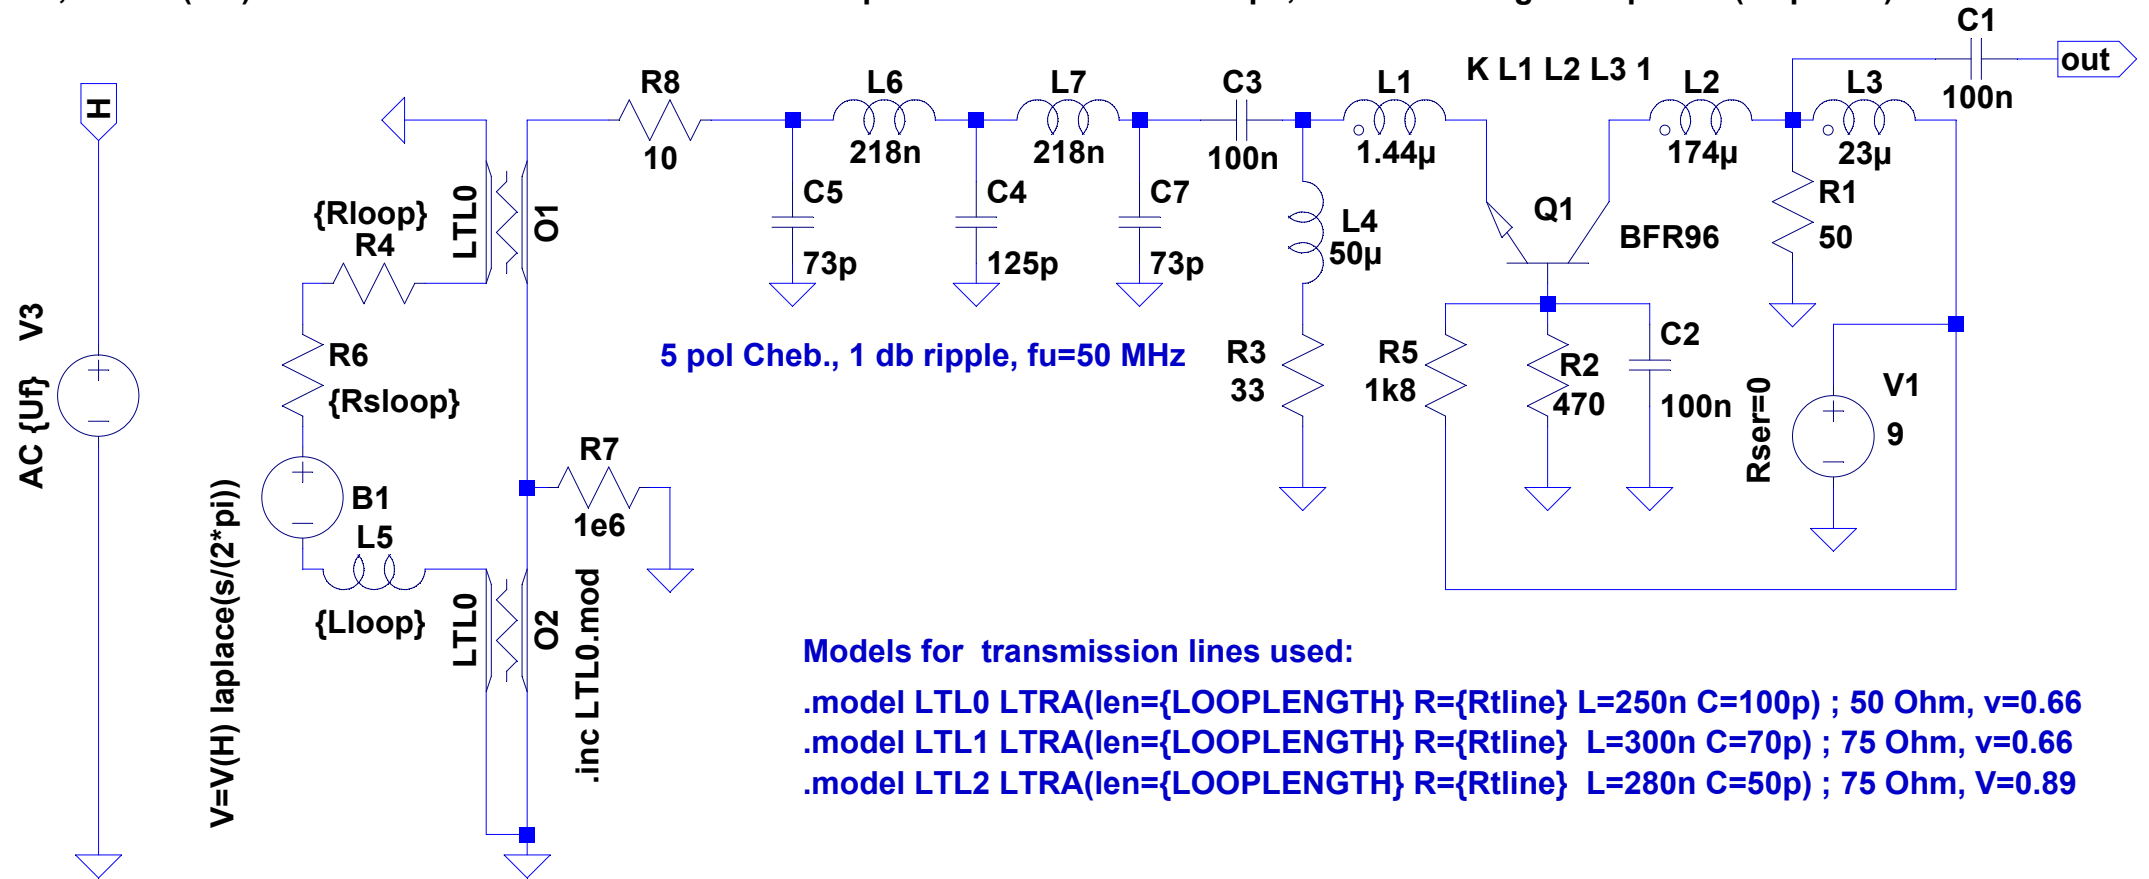 C1
out
100n
H
R8
10
L6
218n
L7
218n
C3
100n
L1
1.44µ
K L1 L2 L3 1
L2
174µ
L3
23µ
{Rloop}
R4
LTL0
O1
C5
73p
C4
125p
C7
73p
L4
50µ
Q1
BFR96
R1
50
AC {Uf} V3
R6
{Rsloop}
5 pol Cheb., 1 db ripple, fu=50 MHz
R3
33
R5
1k8
R2
470
C2
100n
Rser=0
V1
9
V=V(H) laplace(s/(2*pi))
B1
L5
{Lloop}
R7
1e6
LTL0
O2
.inc LTL0.mod
Models for transmission lines used:
.model LTL0 LTRA(len={LOOPLENGTH} R={Rtline} L=250n C=100p) ; 50 Ohm, v=0.66
.model LTL1 LTRA(len={LOOPLENGTH} R={Rtline} L=300n C=70p) ; 75 Ohm, v=0.66
.model LTL2 LTRA(len={LOOPLENGTH} R={Rtline} L=280n C=50p) ; 75 Ohm, V=0.89